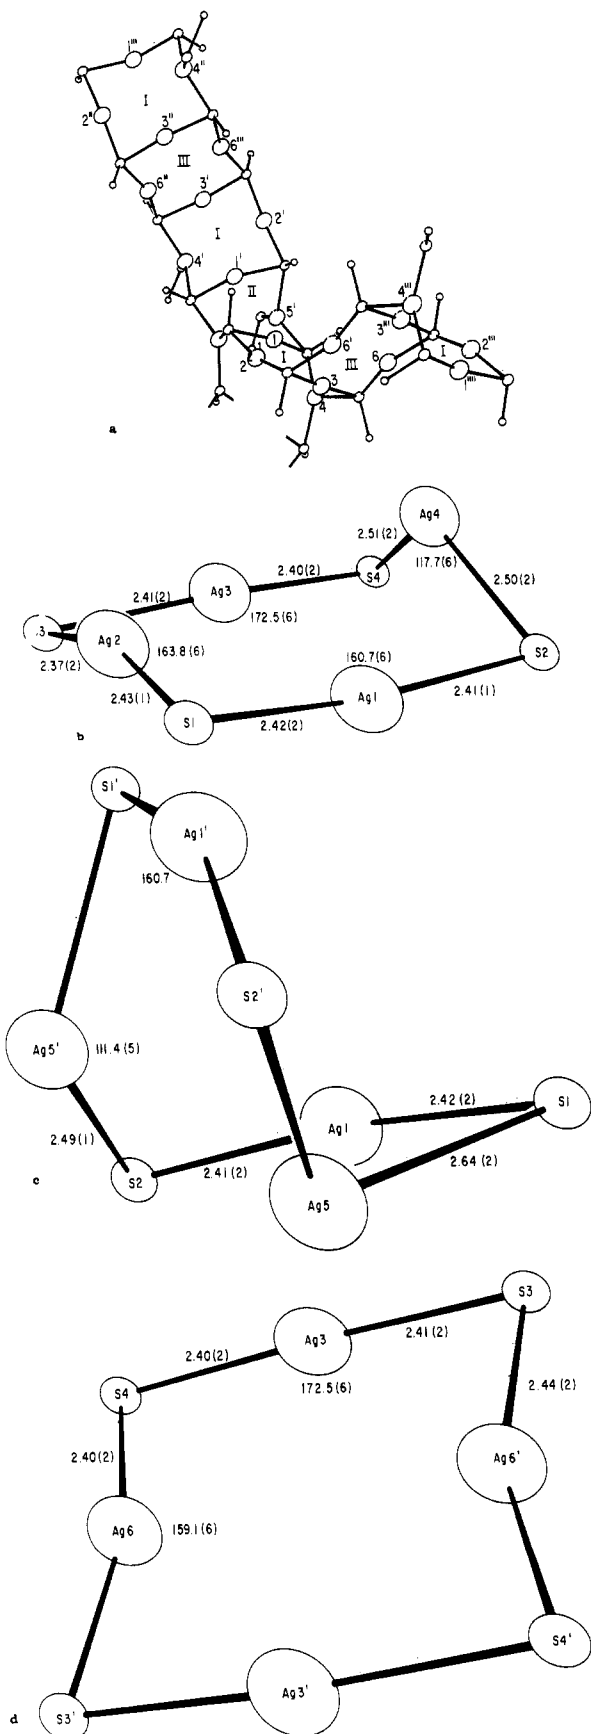 1'''
4''
I
2''
3''
6'''
III
6''
3'
I
2'
4'
1'
II
5'
4'''
3'''
1
1
6'
2
I
III
6
I
2'''
3
1''''
4
a
Ag4
2.51(2)
117.7(6)
2.40(2)
S4
2.41(2)
Ag3
2.50(2)
172.5(6)
3
Ag2
163.8(6)
160.7(6)
S2
2.37(2)
2.43(1)
Ag1
2.41(1)
S1
2.42(2)
b
S1'
Ag1'
160.7
S2'
Ag5'
111.4(5)
2.42(2)
S1
Ag1
2.49(1)
2.64(2)
c
S2
2.41(2)
Ag5
S3
Ag3
2.41(2)
2.40(2)
172.5(6)
S4
2.44(2)
2.40(2)
Ag6'
Ag6
159.1(6)
S4'
Ag3'
d
S3'